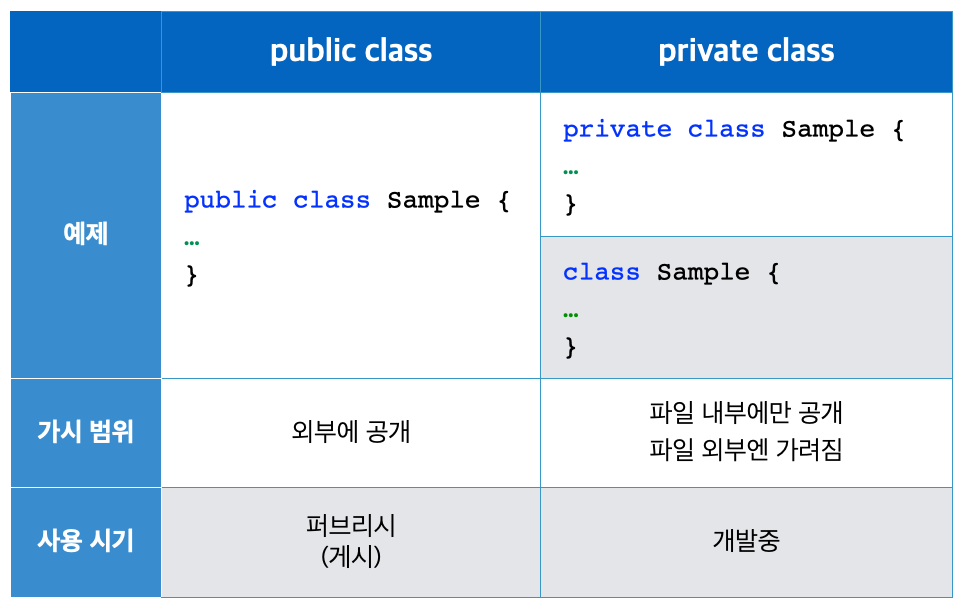 public class
private class
예제
public class Sample {
…
}
private class Sample {
…
}
class Sample {
…
}
가시 범위
외부에 공개
파일 내부에만 공개
파일 외부엔 가려짐
사용 시기
퍼브리시
(게시)
개발중